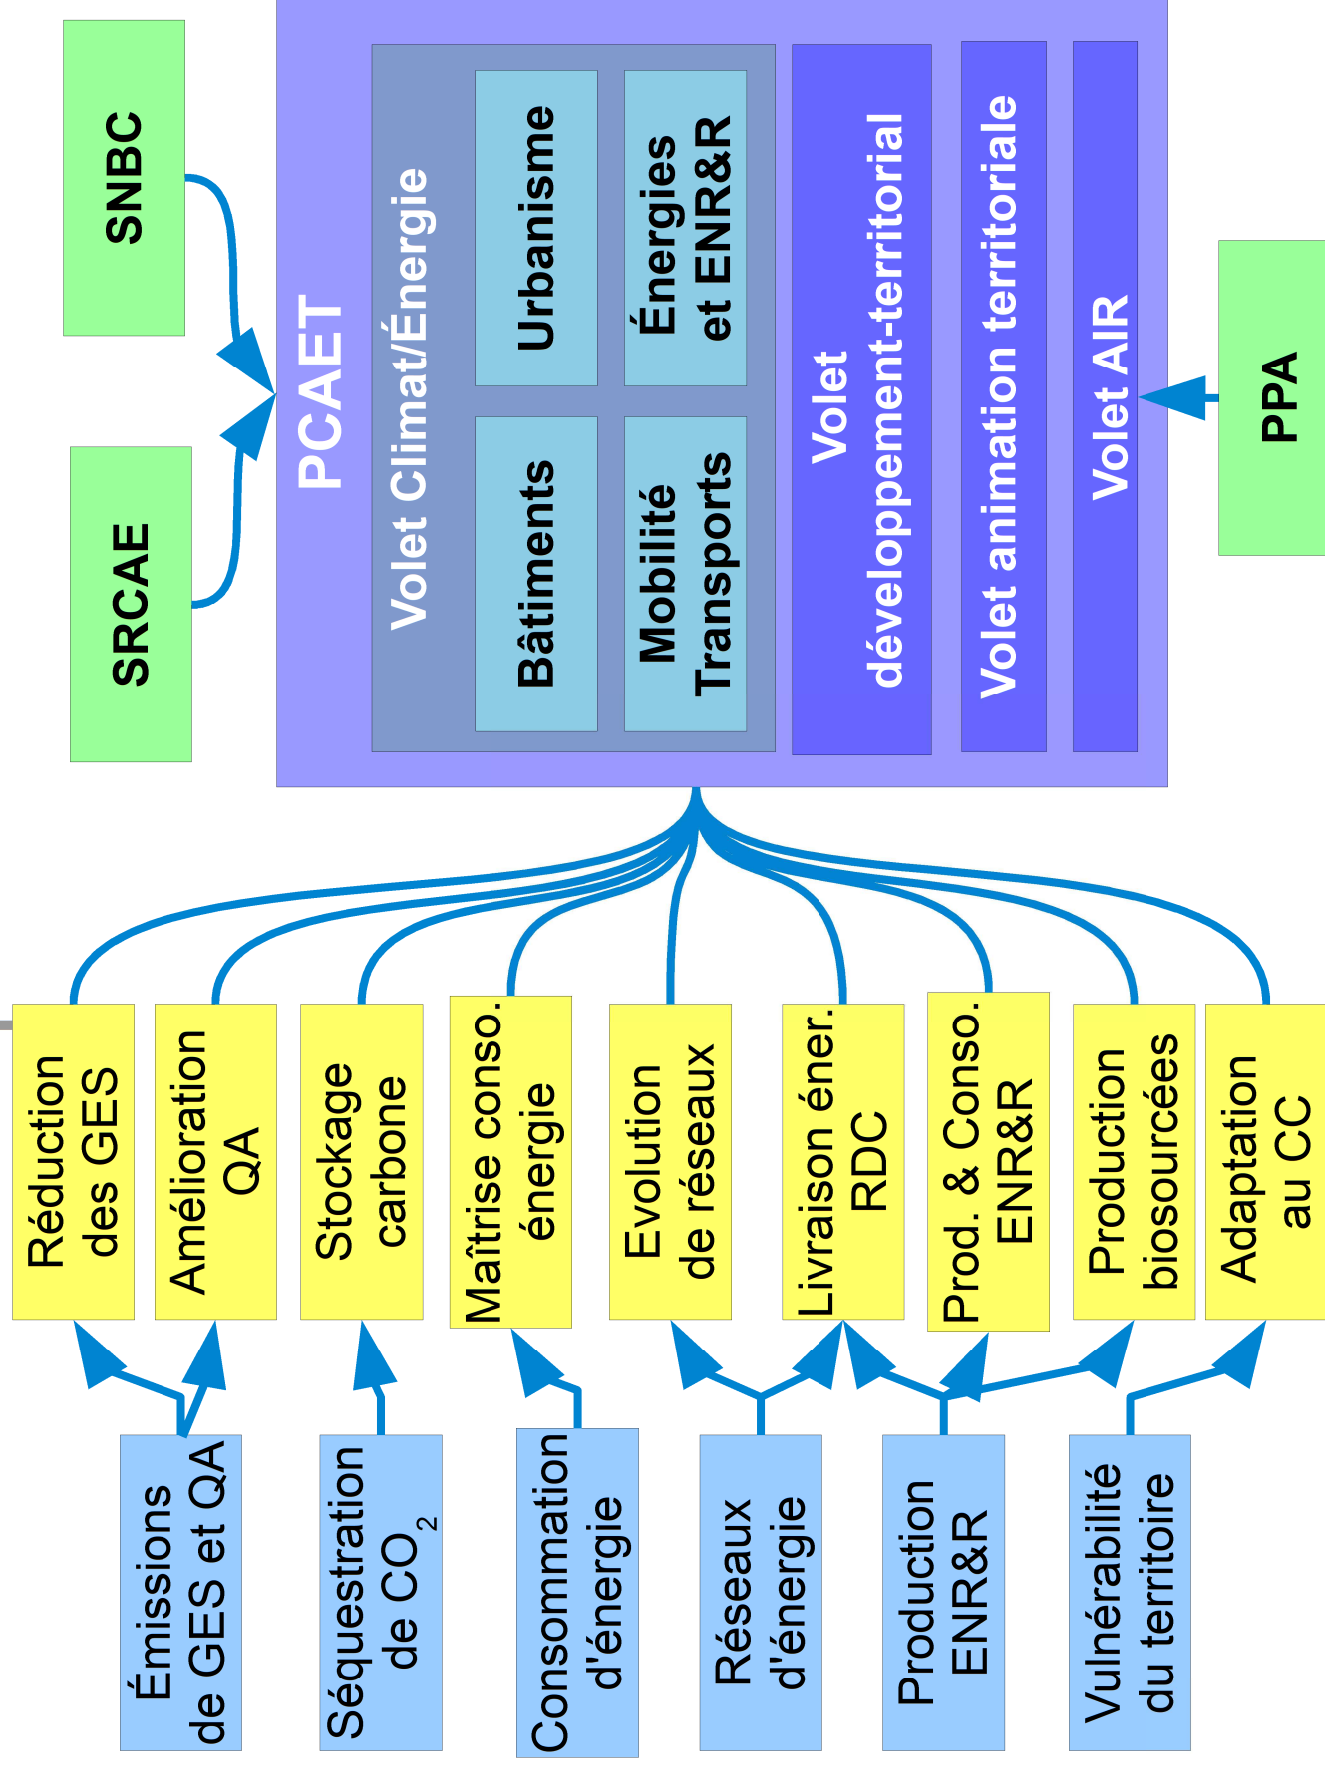 Émissions
de GES et QA
Séquestration
de CO2
Consommation
d'énergie
Réseaux
d'énergie
Production
ENR&R
Vulnérabilité
du territoire
Réduction
des GES
Amélioration
QA
Stockage
carbone
Maîtrise conso.
énergie
Evolution
de réseaux
Livraison éner.
RDC
Prod. & Conso.
ENR&R
Production
biosourcées
Adaptation
au CC
SRCAE
SNBC
PCAET
Volet Climat/Énergie
Bâtiments
Urbanisme
Mobilité
Transports
Énergies
et ENR&R
Volet
développement-territorial
Volet animation territoriale
Volet AIR
PPA